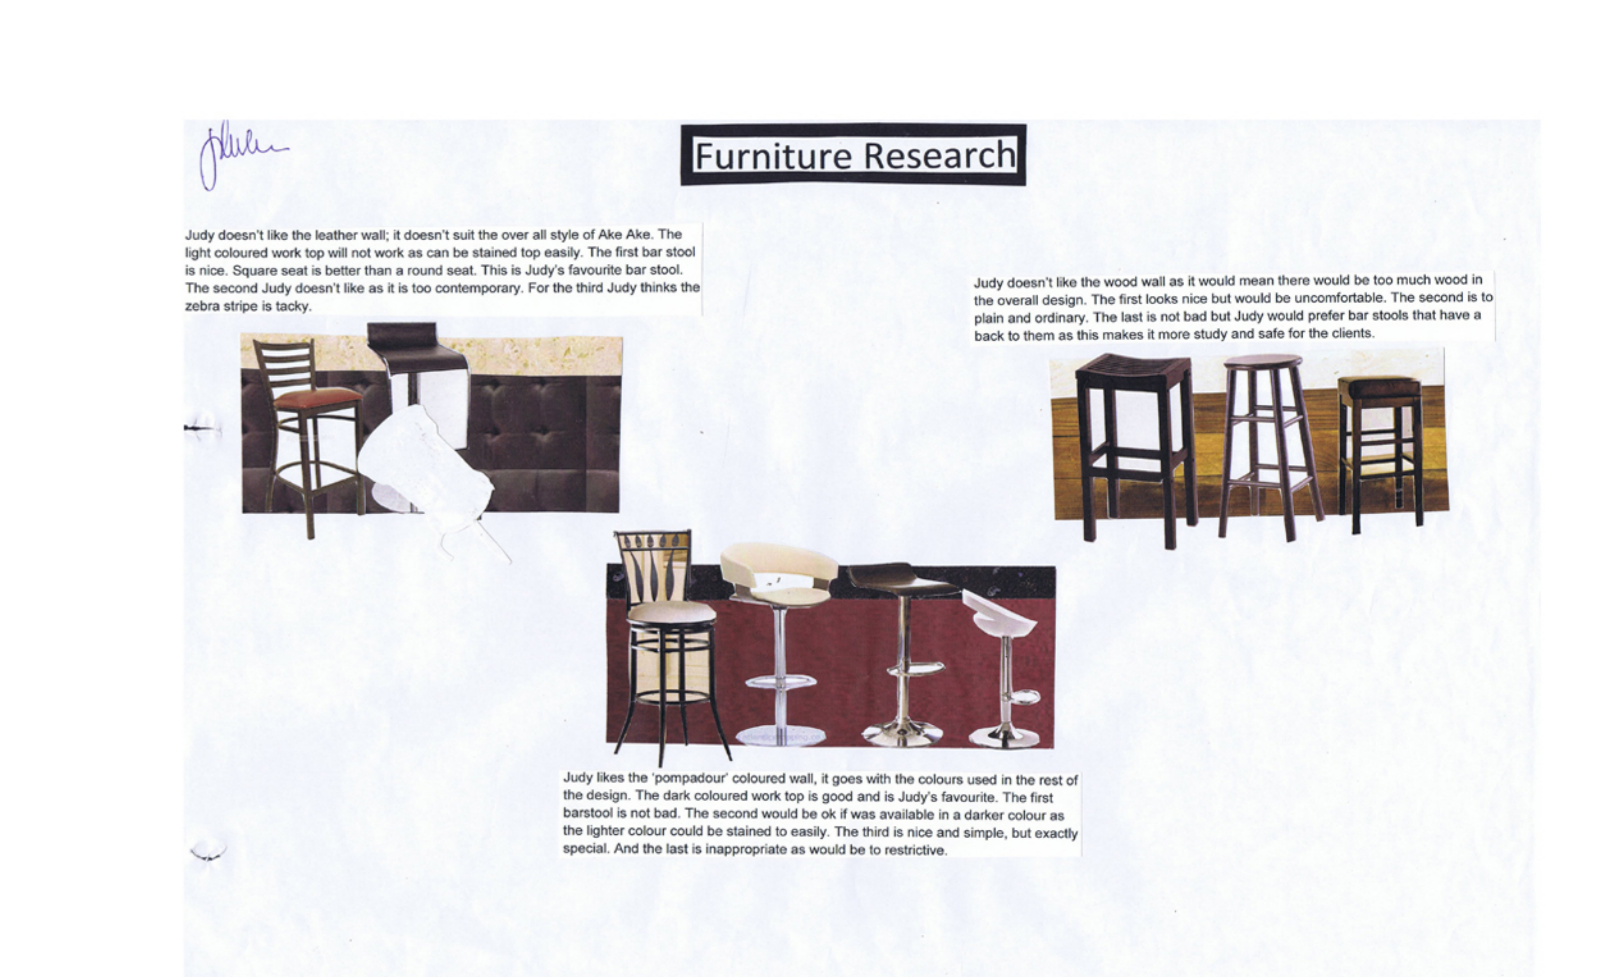 Furniture Research
Judy doesn't like the leather wall; it doesn't suit the over all style of Ake Ake. The
light coloured work top will not work as can be stained top easily. The first bar stool
is nice. Square seat is better than a round seat. This is Judy's favourite bar stool.
The second Judy doesn't like as it is too contemporary. For the third Judy thinks the
zebra stripe is tacky.
Judy doesn't like the wood wall as it would mean there would be too much wood in
the overall design. The first looks nice but would be uncomfortable. The second is to
plain and ordinary. The last is not bad but Judy would prefer bar stools that have a
back to them as this makes it more study and safe for the clients.
Judy likes the 'pompadour' coloured wall, it goes with the colours used in the rest of
the design. The dark coloured work top is good and is Judy's favourite. The first
barstool is not bad. The second would be ok if was available in a darker colour as
the lighter colour could be stained to easily. The third is nice and simple, but exactly
special. And the last is inappropriate as would be to restrictive.